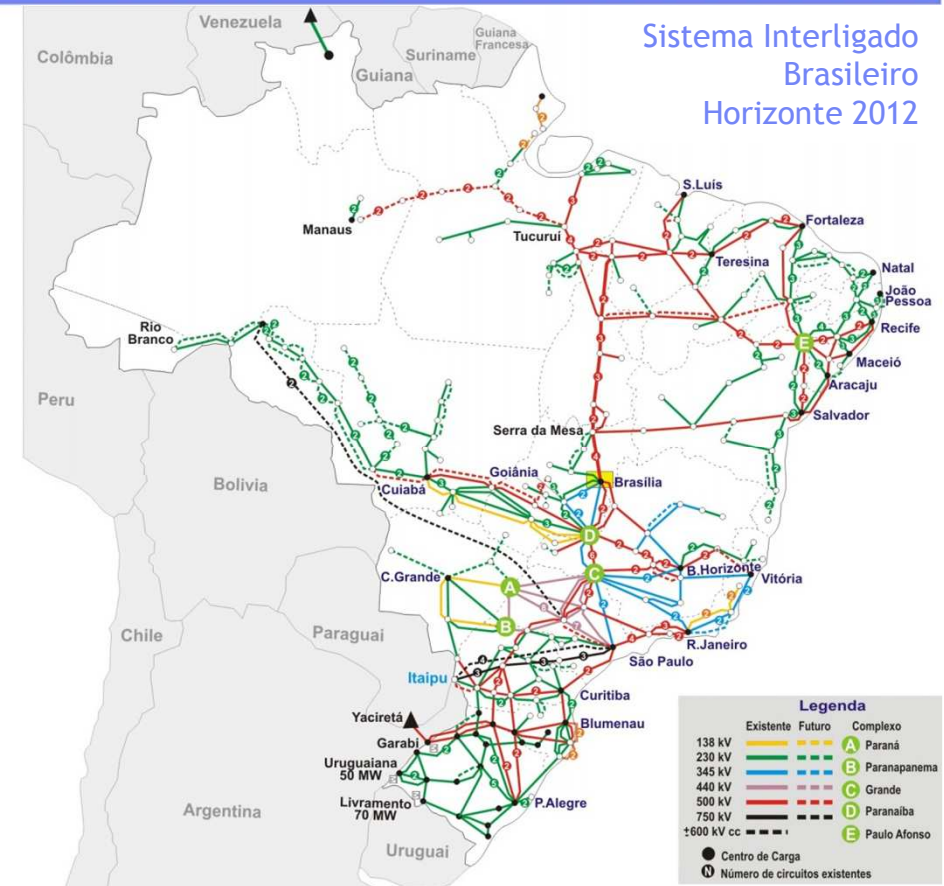 Sistema Interligado
Brasileiro
Horizonte 2012
Venezuela
Colômbia
Guiana
Suriname
Guiana
Francesa
Manaus
Tucuruí
S.Luís
Fortaleza
Teresina
Natal
João
Pessoa
Recife
Maceió
Aracaju
Salvador
Rio
Branco
Peru
Bolívia
Serra da Mesa
Cuiabá
Goiânia
Brasília
B.Horizonte
Vitória
C.Grande
R.Janeiro
São Paulo
Chile
Paraguai
Itaipu
Curitiba
Blumenau
Yaciretá
Garabi
Uruguaiana
50 MW
Livramento
70 MW
P.Alegre
Argentina
Uruguai
A
B
C
D
E
Legenda
Existente Futuro Complexo
138 kV
230 kV
345 kV
440 kV
500 kV
750 kV
±600 kV cc
A Paraná
B Paranapanema
C Grande
D Paranaíba
E Paulo Afonso
Centro de Carga
N Número de circuitos existentes